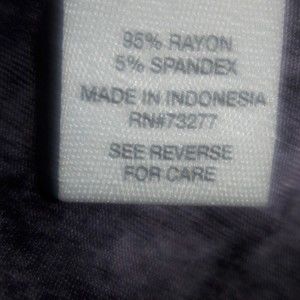 95% RAYON
5% SPANDEX
MADE IN INDONESIA
RN#73277
SEE REVERSE
FOR CARE